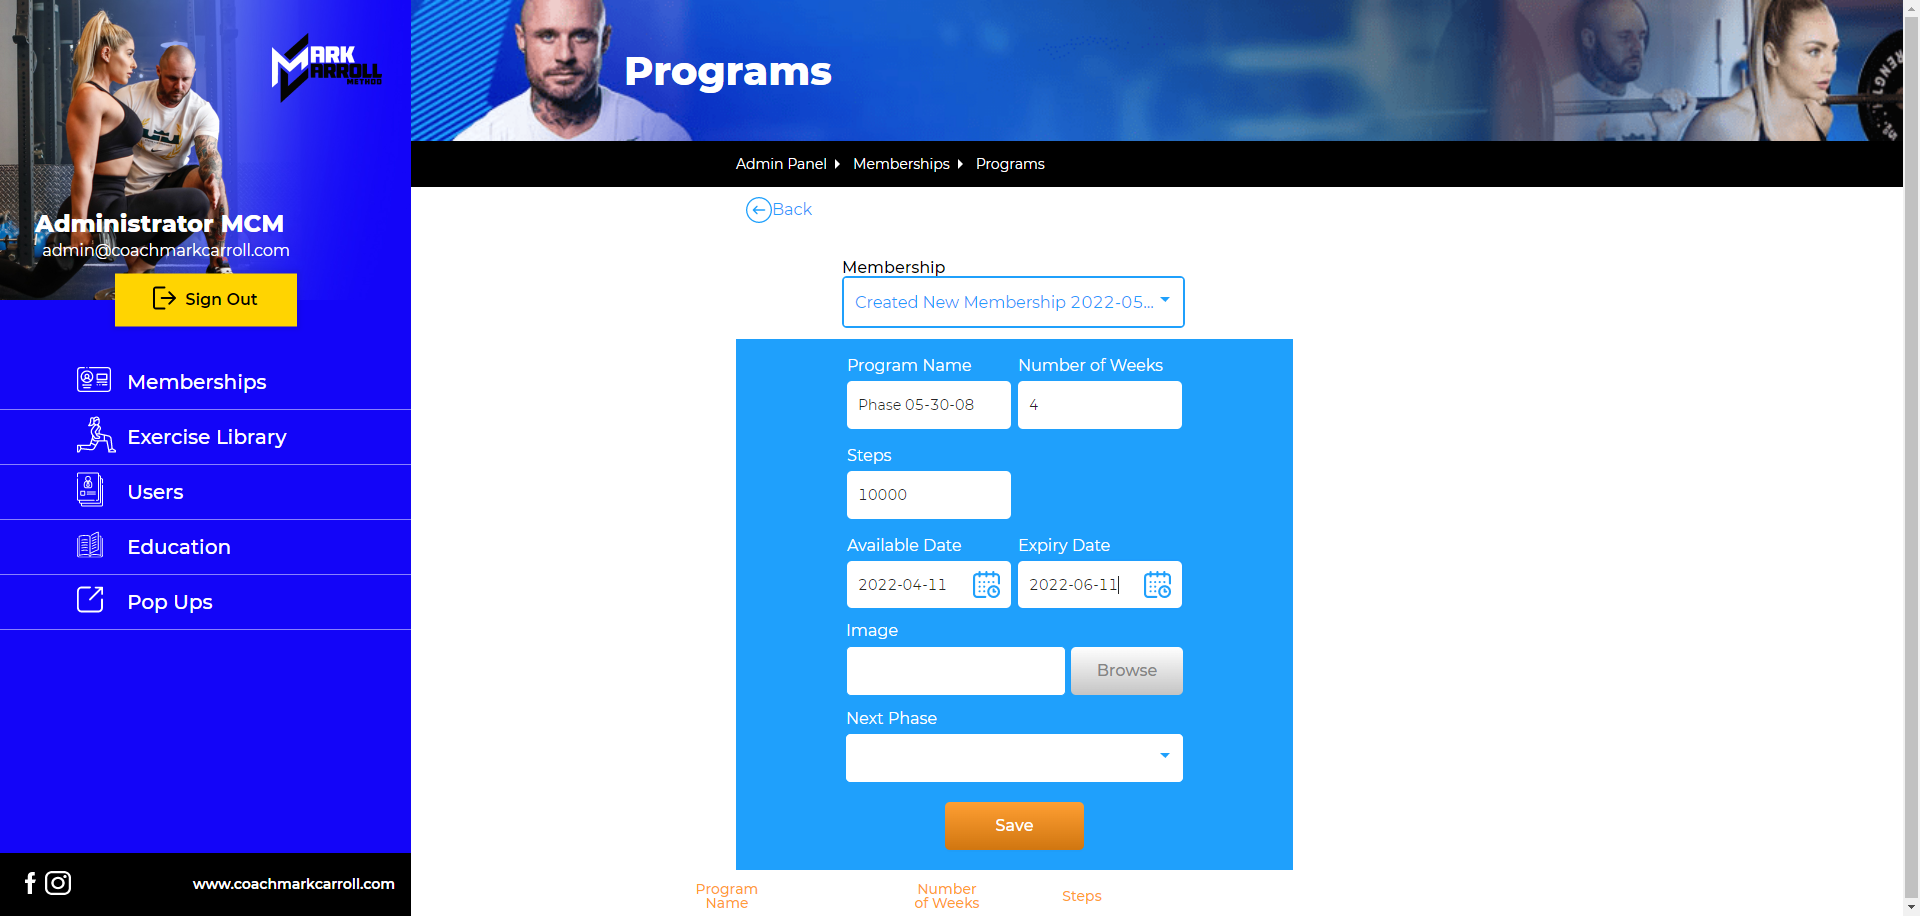 MARK
CARROLL
METHOD
Administrator MCM
admin@coachmarkcarroll.com
Sign Out
Memberships
Exercise Library
Users
Education
Pop Ups
www.coachmarkcarroll.com
Programs
Admin Panel Memberships Programs
Back
Membership
Created New Membership 2022-05...
Program Name Number of Weeks
Phase 05-30-08 4
Steps
10000
Available Date Expiry Date
2022-04-11 2022-06-11
Image
Browse
Next Phase
Save
Program Name
Number of Weeks
Steps